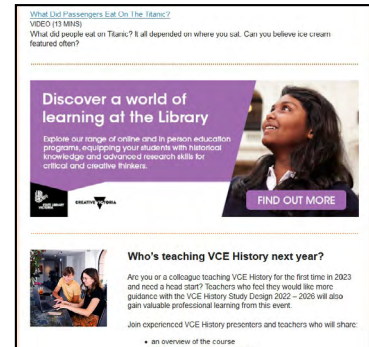 What Did Passengers Eat On The Titanic?
VIDEO (13 MINS)
What did people eat on Titanic? It all depended on where you sat. Can you believe ice cream
featured often?
Discover a world of
learning at the Library
Explore our range of online and in person education
programs, equipping your students with historical
knowledge and advanced research skills for
critical and creative thinkers.
STATE LIBRARY
VICTORIA
CREATIVE VICTORIA
FIND OUT MORE
Who's teaching VCE History next year?
Are you or a colleague teaching VCE History for the first time in 2023
and need a head start? Teachers who feel they would like more
guidance with the VCE History Study Design 2022 – 2026 will also
gain valuable professional learning from this event.
Join experienced VCE History presenters and teachers who will share:
• an overview of the course